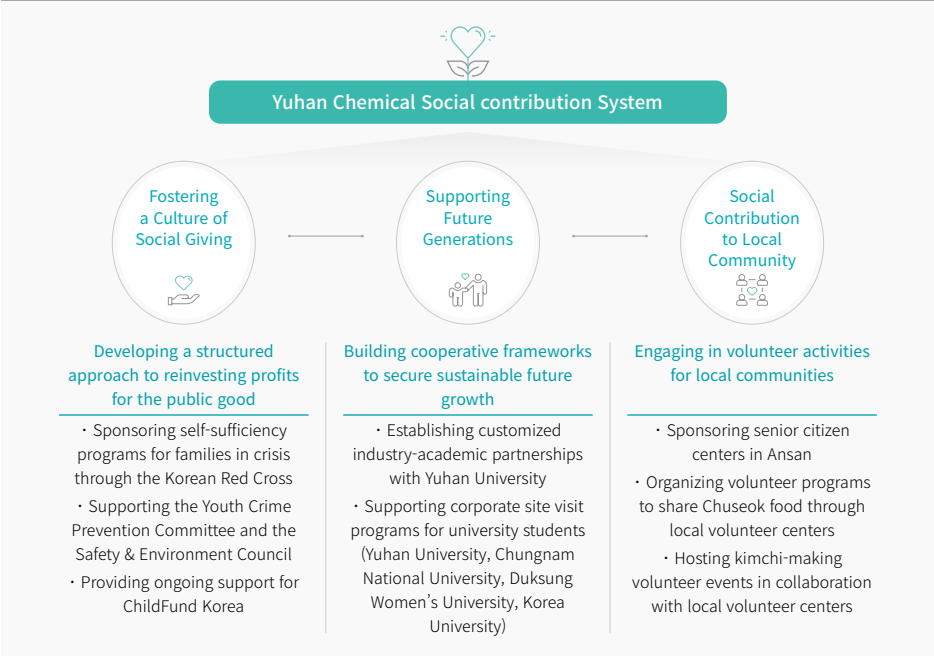 Yuhan Chemical Social contribution System
Fostering
a Culture of
Social Giving
Supporting
Future
Generations
Social
Contribution
to Local
Community
Developing a structured
approach to reinvesting profits
for the public good
· Sponsoring self-sufficiency
programs for families in crisis
through the Korean Red Cross
· Supporting the Youth Crime
Prevention Committee and the
Safety & Environment Council
· Providing ongoing support for
ChildFund Korea
Building cooperative frameworks
to secure sustainable future
growth
· Establishing customized
industry-academic partnerships
with Yuhan University
· Supporting corporate site visit
programs for university students
(Yuhan University, Chungnam
National University, Duksung
Women’s University, Korea
University)
Engaging in volunteer activities
for local communities
· Sponsoring senior citizen
centers in Ansan
· Organizing volunteer programs
to share Chuseok food through
local volunteer centers
· Hosting kimchi-making
volunteer events in collaboration
with local volunteer centers